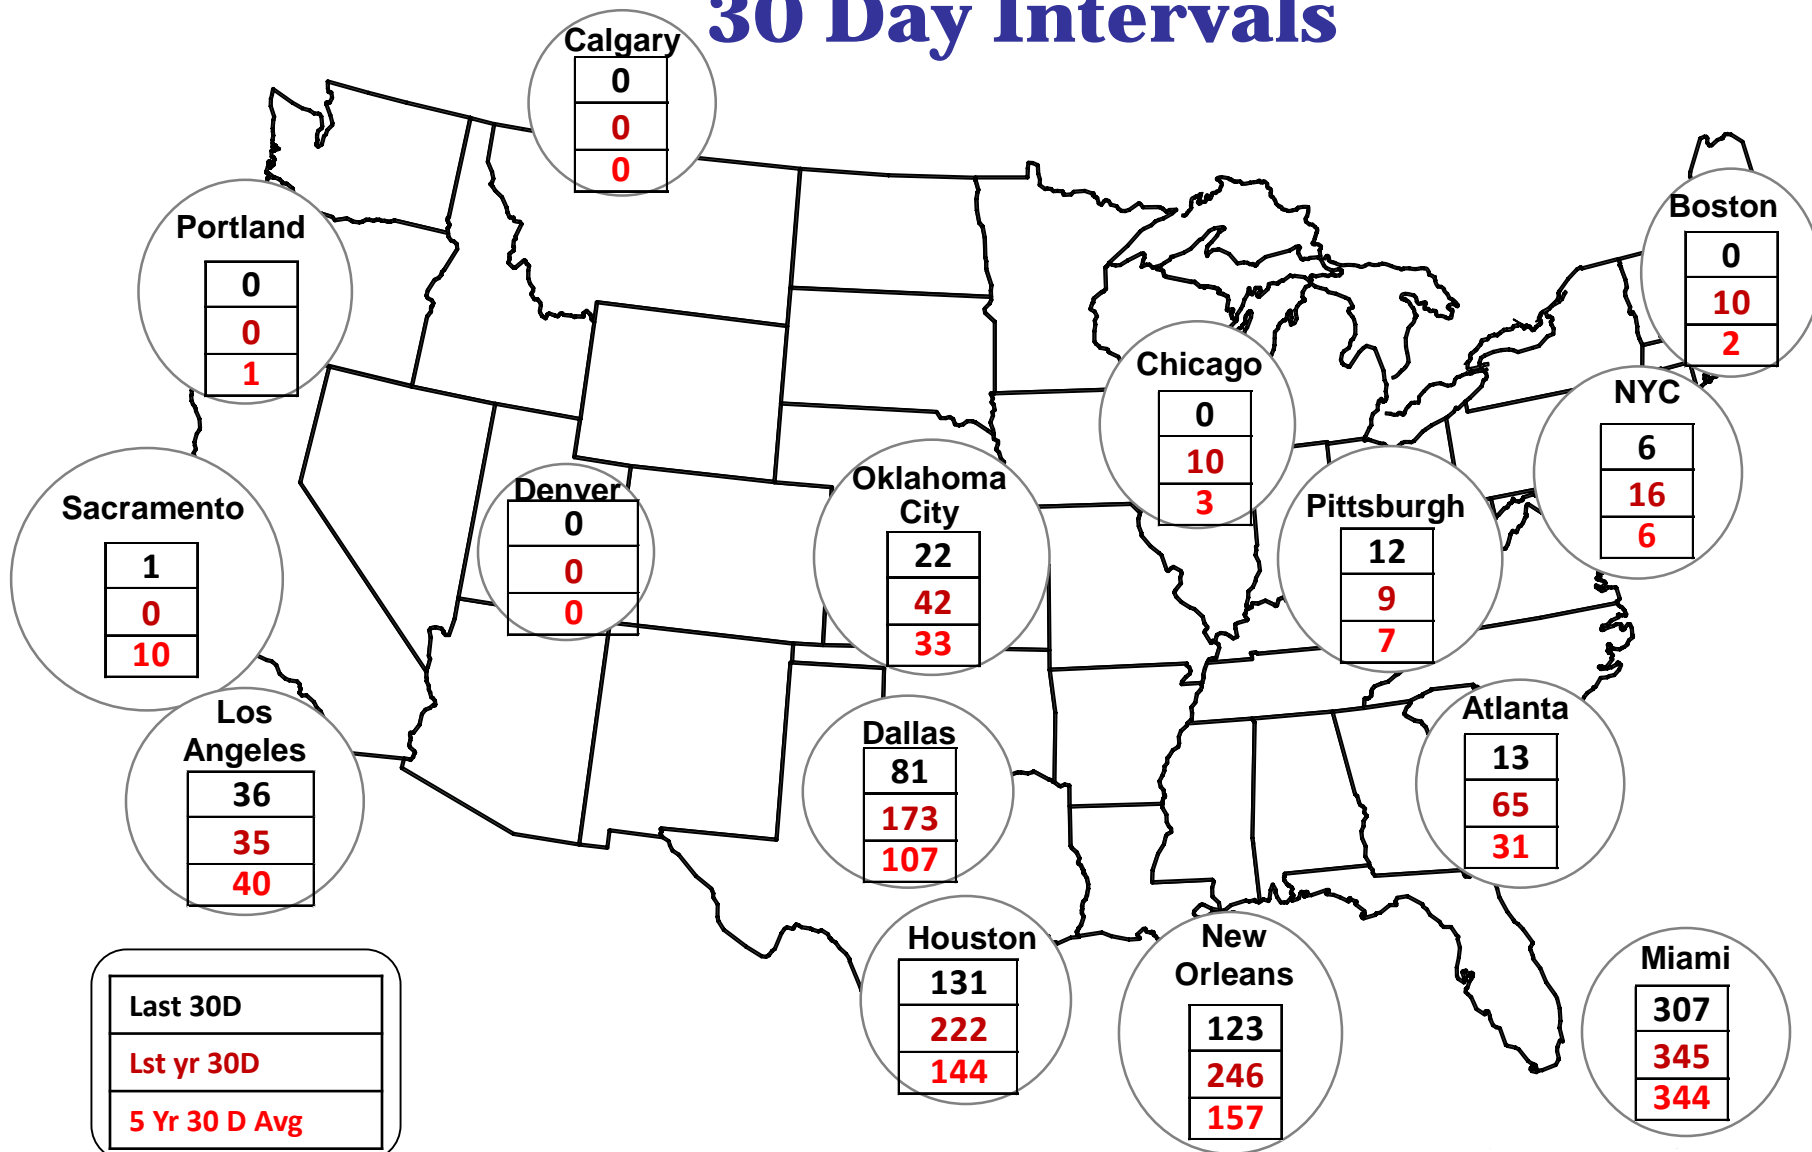 30 Day Intervals
Calgary
0
0
0
Portland
0
0
1
Boston
0
10
2
Chicago
0
10
3
NYC
6
16
6
Sacramento
1
0
10
Denver
0
0
0
Oklahoma
City
22
42
33
Pittsburgh
12
9
7
Los
Angeles
36
35
40
Dallas
81
173
107
Atlanta
13
65
31
Houston
131
222
144
New
Orleans
123
246
157
Miami
307
345
344
Last 30D
Lst yr 30D
5 Yr 30 D Avg